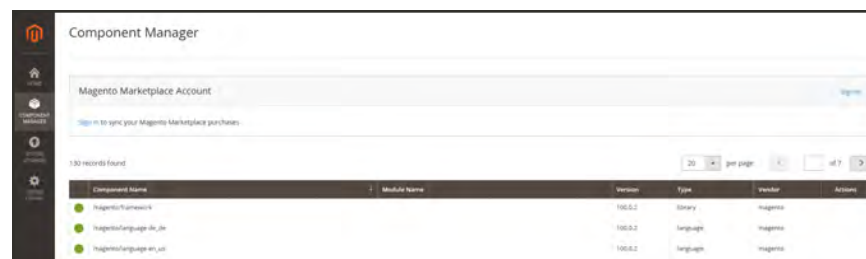 Component Manager
HOME
Magento Marketplace Account
Sign In
COMPONENT MANAGER
Sign In to sync your Magento Marketplace purchases
130 records found
20 per page of 7
Component Name Module Name Version Type Vendor Actions
magento/framework 100.0.2 library magento
magento/language-de_de 100.0.2 language magento
magento/language-en_us 100.0.2 language magento